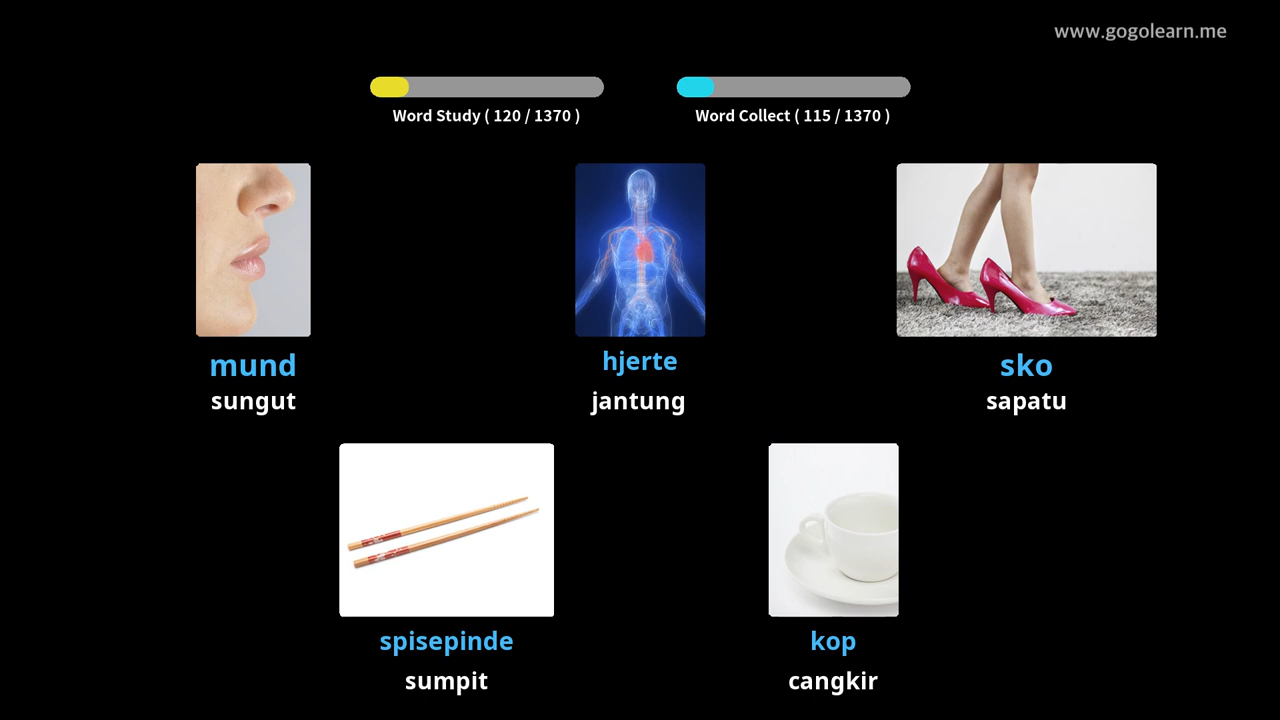 www.gogolearn.me
Word Study ( 120 / 1370 )
Word Collect ( 115 / 1370 )
mund
sungut
hjerte
jantung
sko
sapatu
spisepinde
sumpit
kop
cangkir